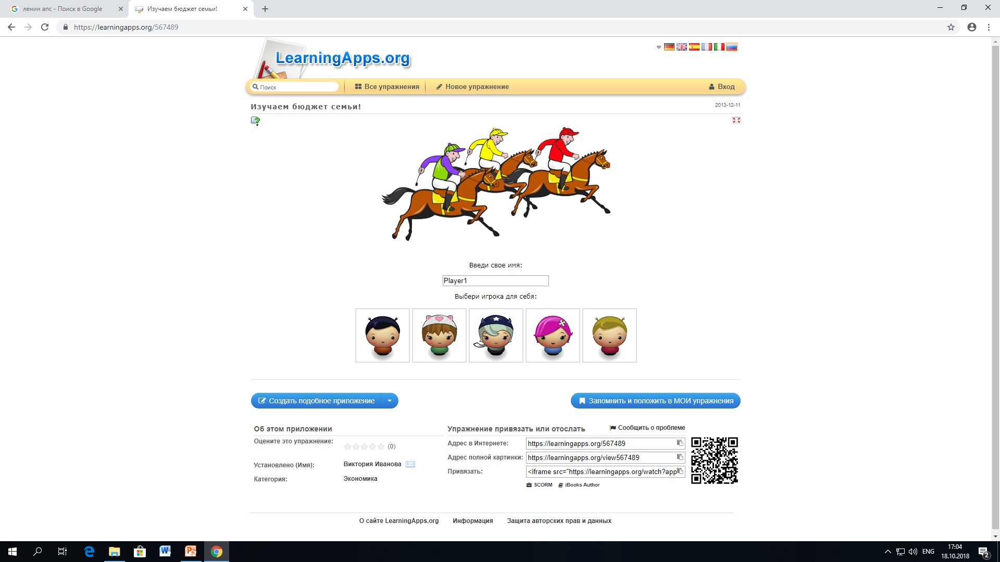 ленин апс - Поиск в Google
Изучаем бюджет семьи!
https://learningapps.org/567489
LearningApps.org
Поиск
Все упражнения
Новое упражнение
Вход
Изучаем бюджет семьи!
2013-12-11
Введи свое имя:
Player1
Выбери игрока для себя:
Создать подобное приложение
Запомнить и положить в МОИ упражнения
Об этом приложении
Оцените это упражнение:
(0)
Установлено (Имя):
Виктория Иванова
Категория:
Экономика
Упражнение привязать или отослать
Сообщить о проблеме
Адрес в Интернете:
https://learningapps.org/567489
Адрес полной картинки:
https://learningapps.org/view567489
Привязать:
<iframe src="https://learningapps.org/watch?app
SCORM
iBooks Author
О сайте LearningApps.org
Информация
Защита авторских прав и данных
ENG
17:04
18.10.2018
2